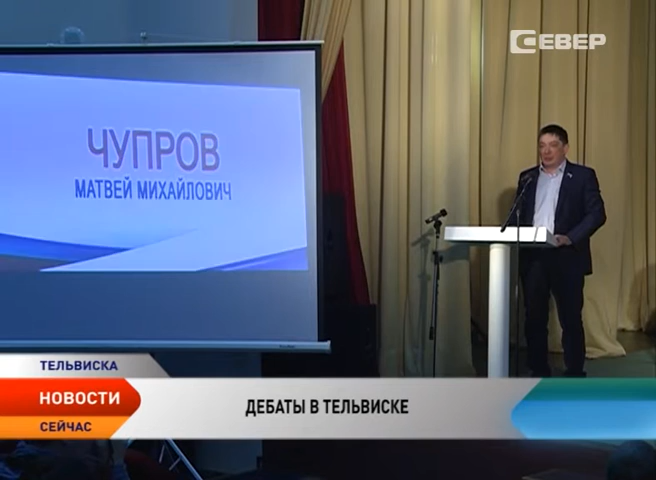 СЕВЕР
ЧУПРОВ
МАТВЕЙ МИХАЙЛОВИЧ
ТЕЛЬВИСКА
НОВОСТИ
СЕЙЧАС
ДЕБАТЫ В ТЕЛЬВИСКЕ